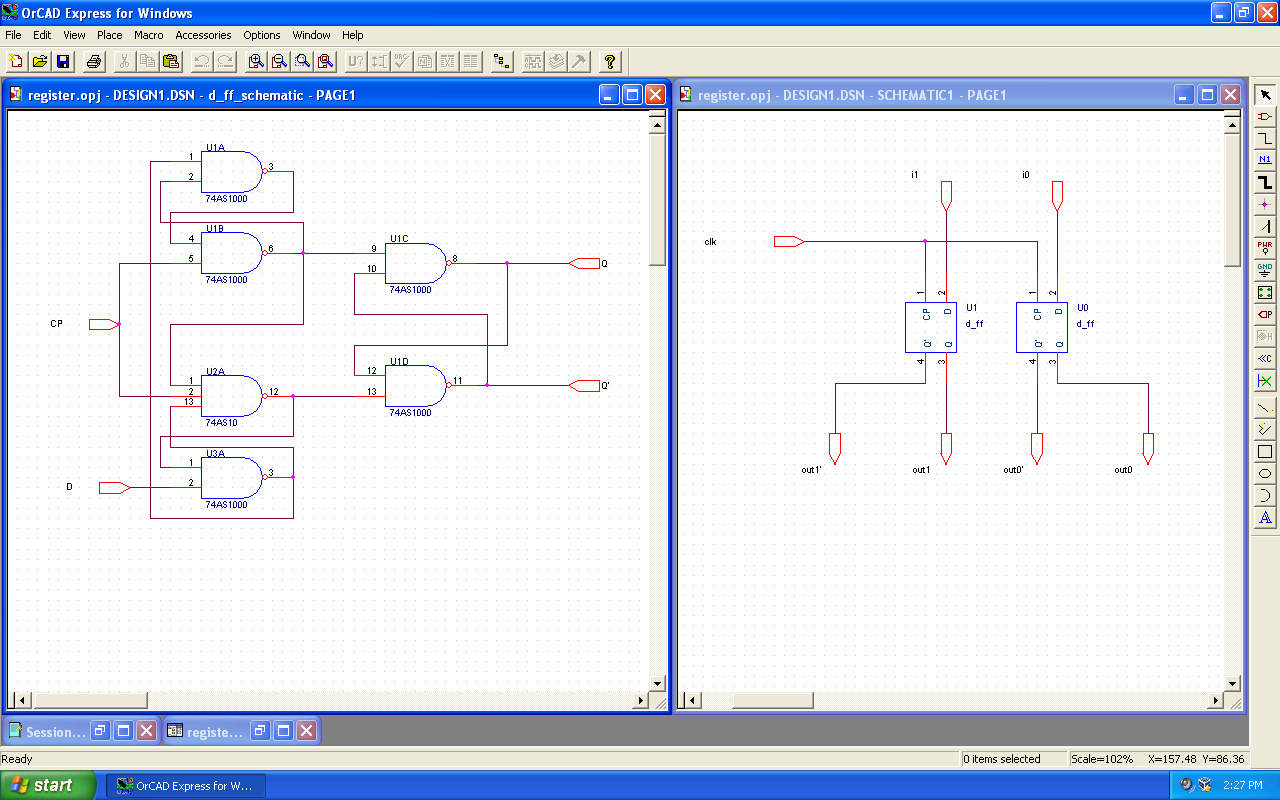 OrCAD Express for Windows
File Edit View Place Macro Accessories Options Window Help
U? DRC
register.opj - DESIGN1.DSN - d_ff_schematic - PAGE1
U1A
1
2
3
74AS1000
U1B
4
5
6
74AS1000
U1C
9
10
8
74AS1000
Q
CP
U2A
1
2
13
12
74AS10
U1D
12
13
11
74AS1000
Q'
U3A
1
2
3
74AS1000
D
register.opj - DESIGN1.DSN - SCHEMATIC1 - PAGE1
i1
i0
clk
1 2
CP D
Q' Q
4 3
U1
d_ff
1 2
CP D
Q' Q
4 3
U0
d_ff
out1'
out1
out0'
out0
N1
PWR
GND
Session...
registe...
Ready
0 items selected
Scale=102% X=157.48 Y=86.36
start
OrCAD Express for W...
2:27 PM